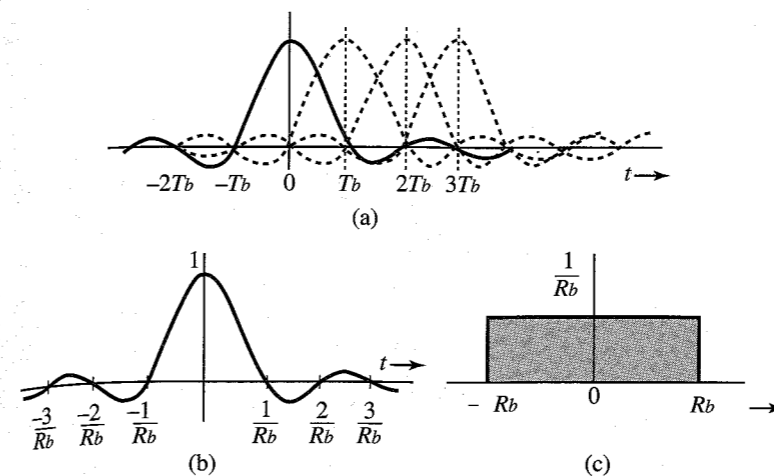 -2Tb -Tb 0 Tb 2Tb 3Tb t→
(a)
1
t→
-3/Rb -2/Rb -1/Rb 1/Rb 2/Rb 3/Rb
(b)
1/Rb
- Rb 0 Rb →
(c)